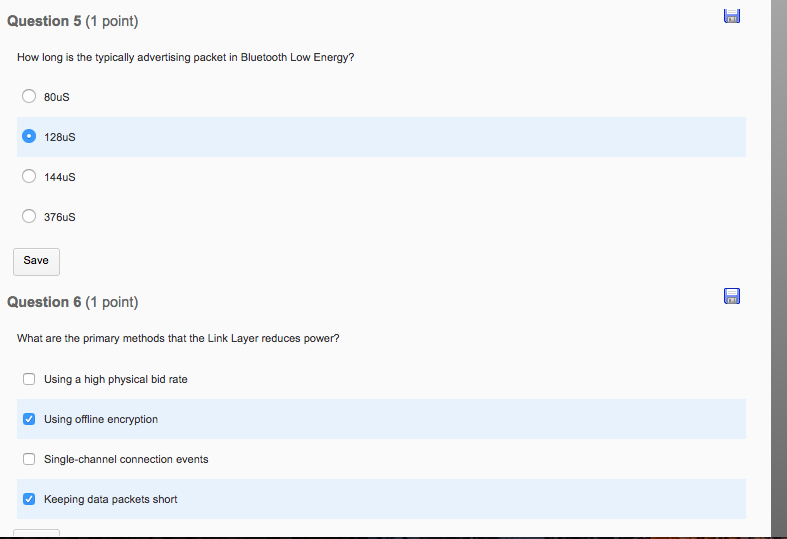 Question 5 (1 point)
How long is the typically advertising packet in Bluetooth Low Energy?
80uS
128uS
144uS
376uS
Save
Question 6 (1 point)
What are the primary methods that the Link Layer reduces power?
Using a high physical bid rate
Using offline encryption
Single-channel connection events
Keeping data packets short